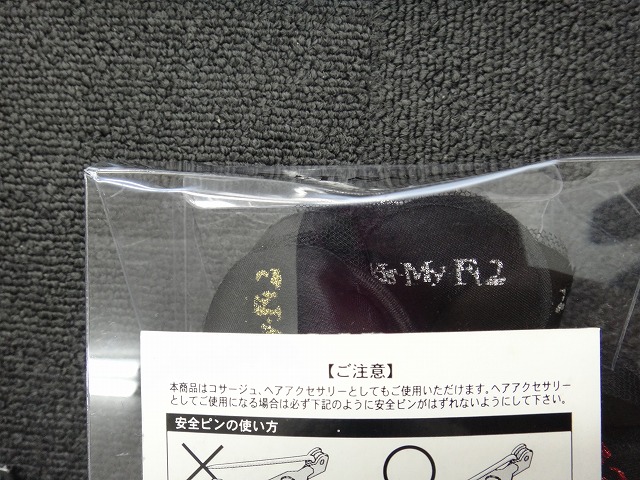 Kis-My-Ft2
y-Ft2
【ご注意】
本商品はコサージュ、ヘアアクセサリーとしてもご使用いただけます。ヘアアクセサリー
としてご使用になる場合は必ず下記のように安全ピンがはずれないようにして下さい。
安全ピンの使い方